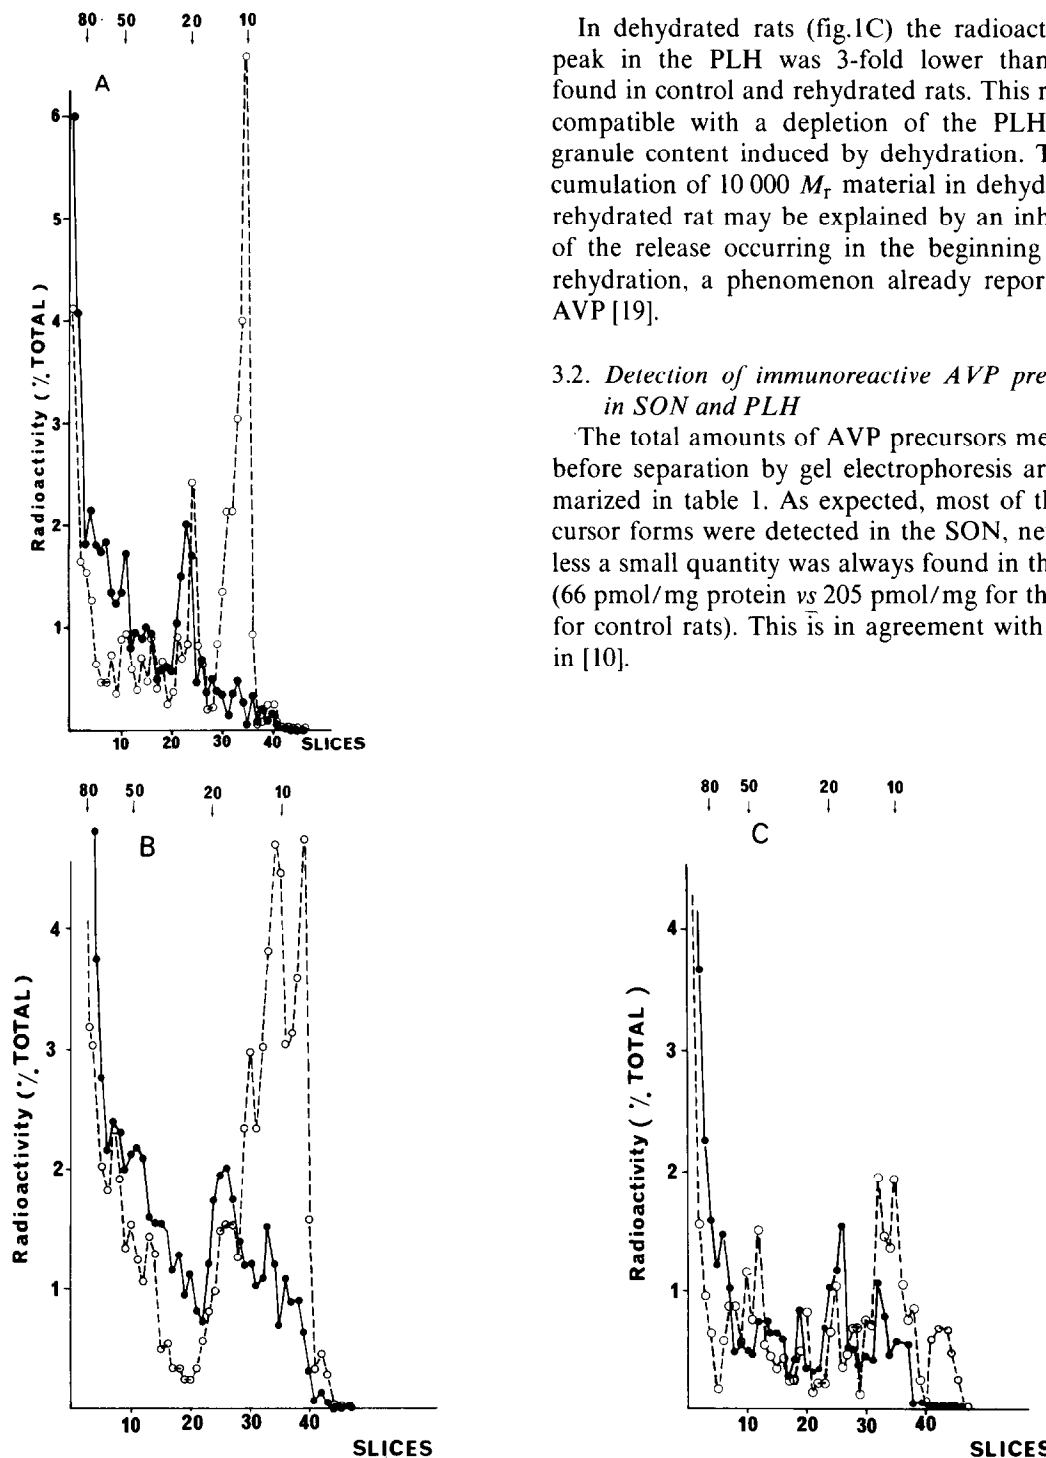 80 50 20 10
A
6
5
4
3
2
1
Radioactivity (% TOTAL)
10 20 30 40 SLICES
In dehydrated rats (fig.1C) the radioact
peak in the PLH was 3-fold lower than
found in control and rehydrated rats. This r
compatible with a depletion of the PLH
granule content induced by dehydration. T
cumulation of 10 000 Mr material in dehyd
rehydrated rat may be explained by an inh
of the release occurring in the beginning
rehydration, a phenomenon already repor
AVP [19].
3.2. Detection of immunoreactive AVP pre
in SON and PLH
The total amounts of AVP precursors me
before separation by gel electrophoresis ar
marized in table 1. As expected, most of th
cursor forms were detected in the SON, ne
less a small quantity was always found in th
(66 pmol/mg protein vs 205 pmol/mg for th
for control rats). This is in agreement with
in [10].
80 50 20 10
B
4
3
2
1
Radioactivity (% TOTAL)
10 20 30 40
SLICES
80 50 20 10
C
4
3
2
1
Radioactivity (% TOTAL)
10 20 30 40
SLICES